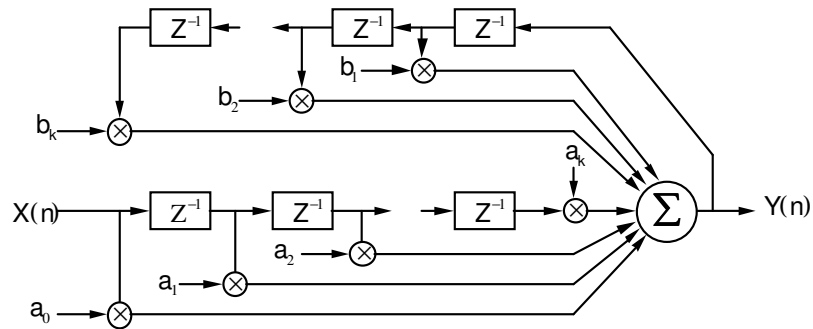 Z⁻¹ Z⁻¹ Z⁻¹
b₁
b₂
bₖ
aₖ
X(n) Z⁻¹ Z⁻¹ Z⁻¹ Σ Y(n)
a₂
a₁
a₀